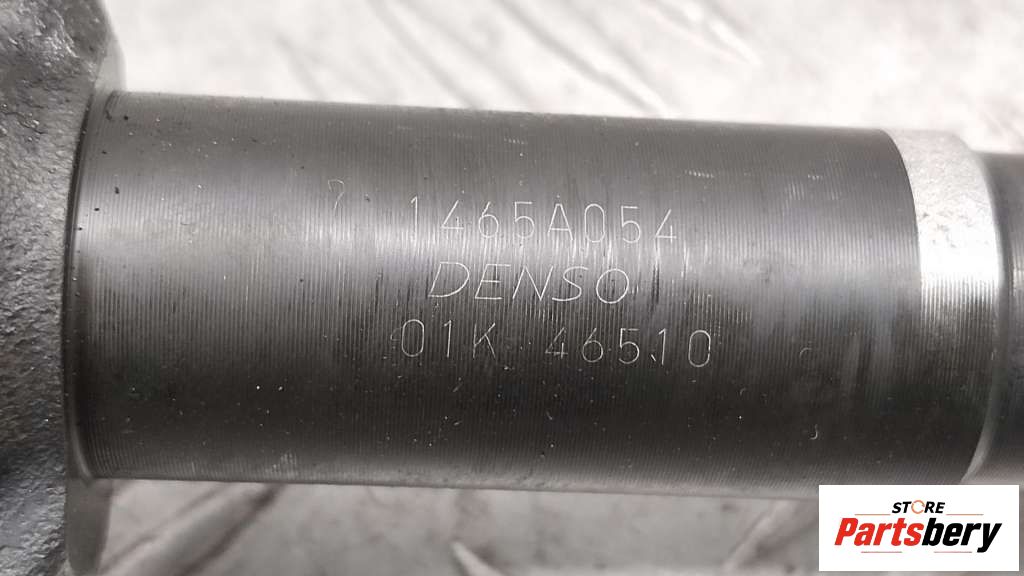 1465A054
DENSO
01K 46510
STORE
Partsbery